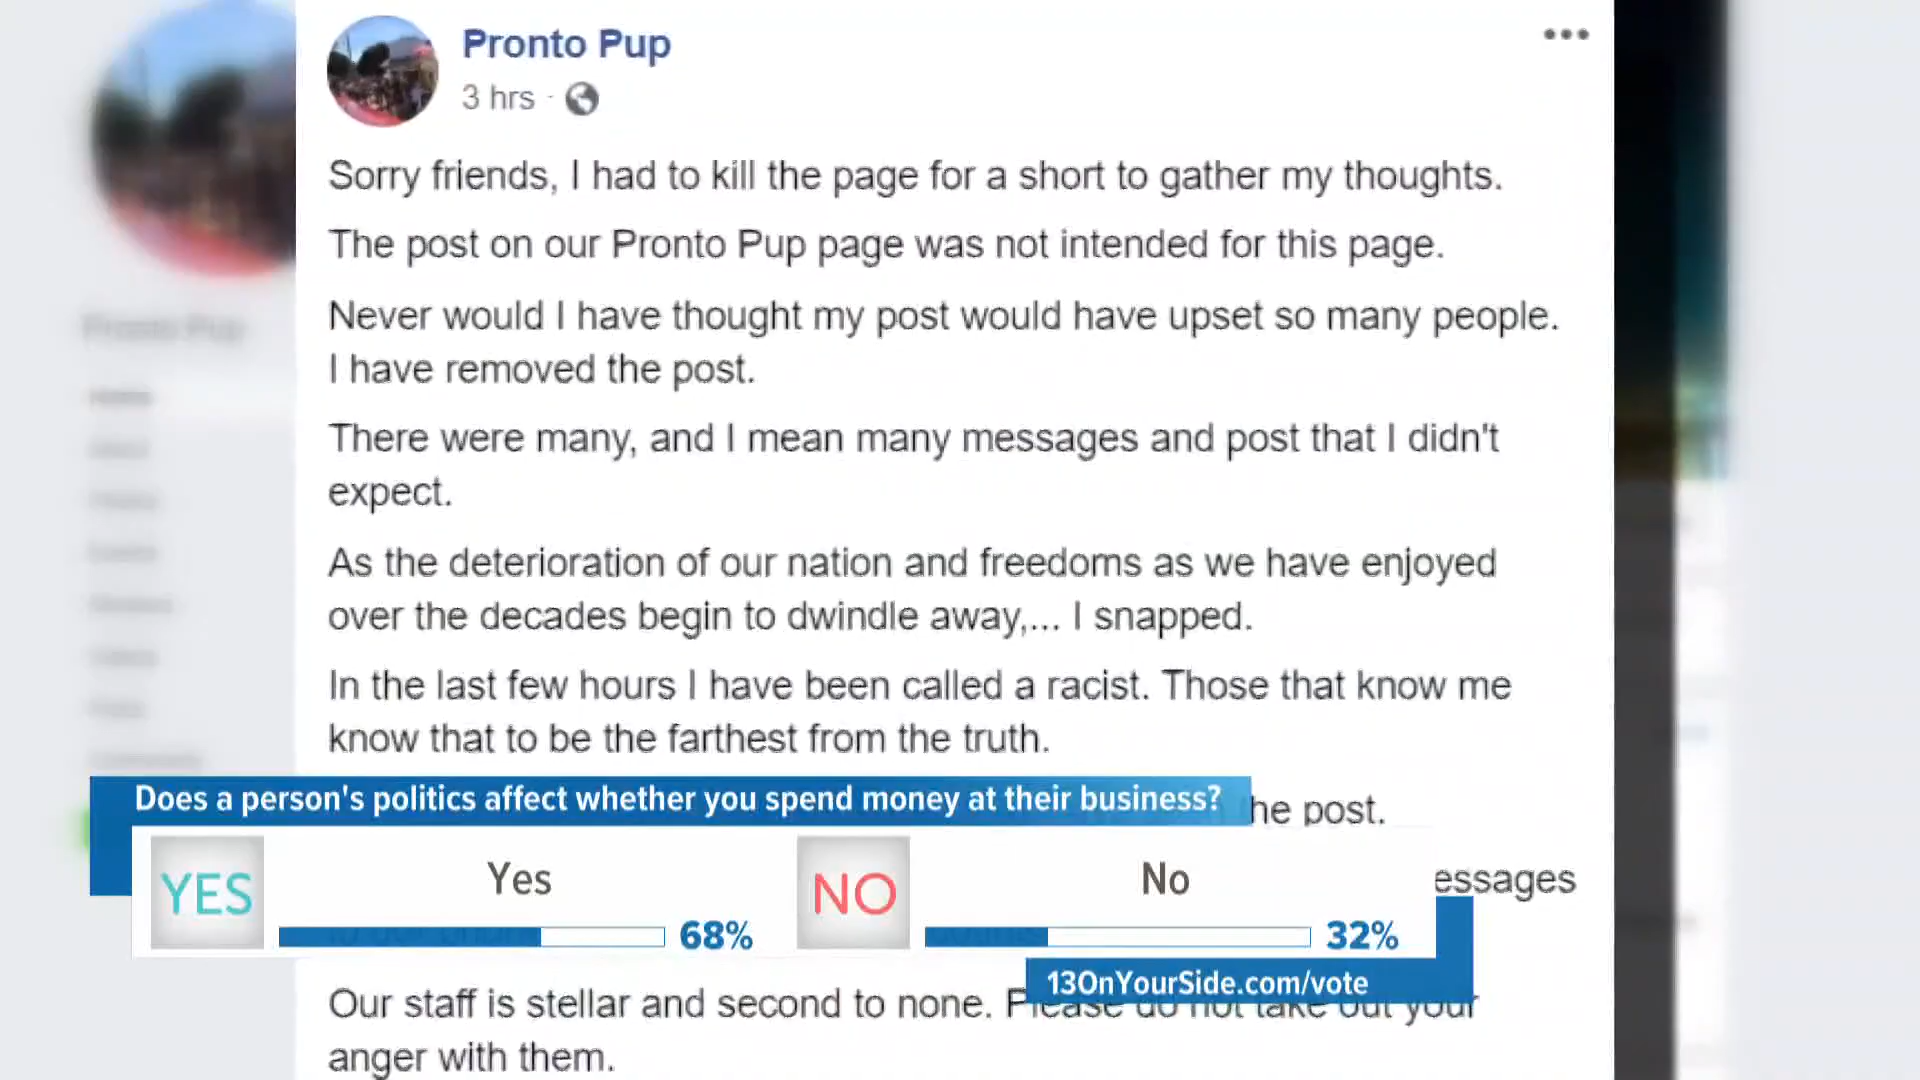 Pronto Pup
3 hrs ·
Sorry friends, I had to kill the page for a short to gather my thoughts.
The post on our Pronto Pup page was not intended for this page.
Never would I have thought my post would have upset so many people.
I have removed the post.
There were many, and I mean many messages and post that I didn't
expect.
As the deterioration of our nation and freedoms as we have enjoyed
over the decades begin to dwindle away,... I snapped.
In the last few hours I have been called a racist. Those that know me
know that to be the farthest from the truth.
Does a person's politics affect whether you spend money at their business?
he post.
YES
Yes
68%
NO
No
32%
essages
13OnYourSide.com/vote
Our staff is stellar and second to none. Please do not take out your
anger with them.